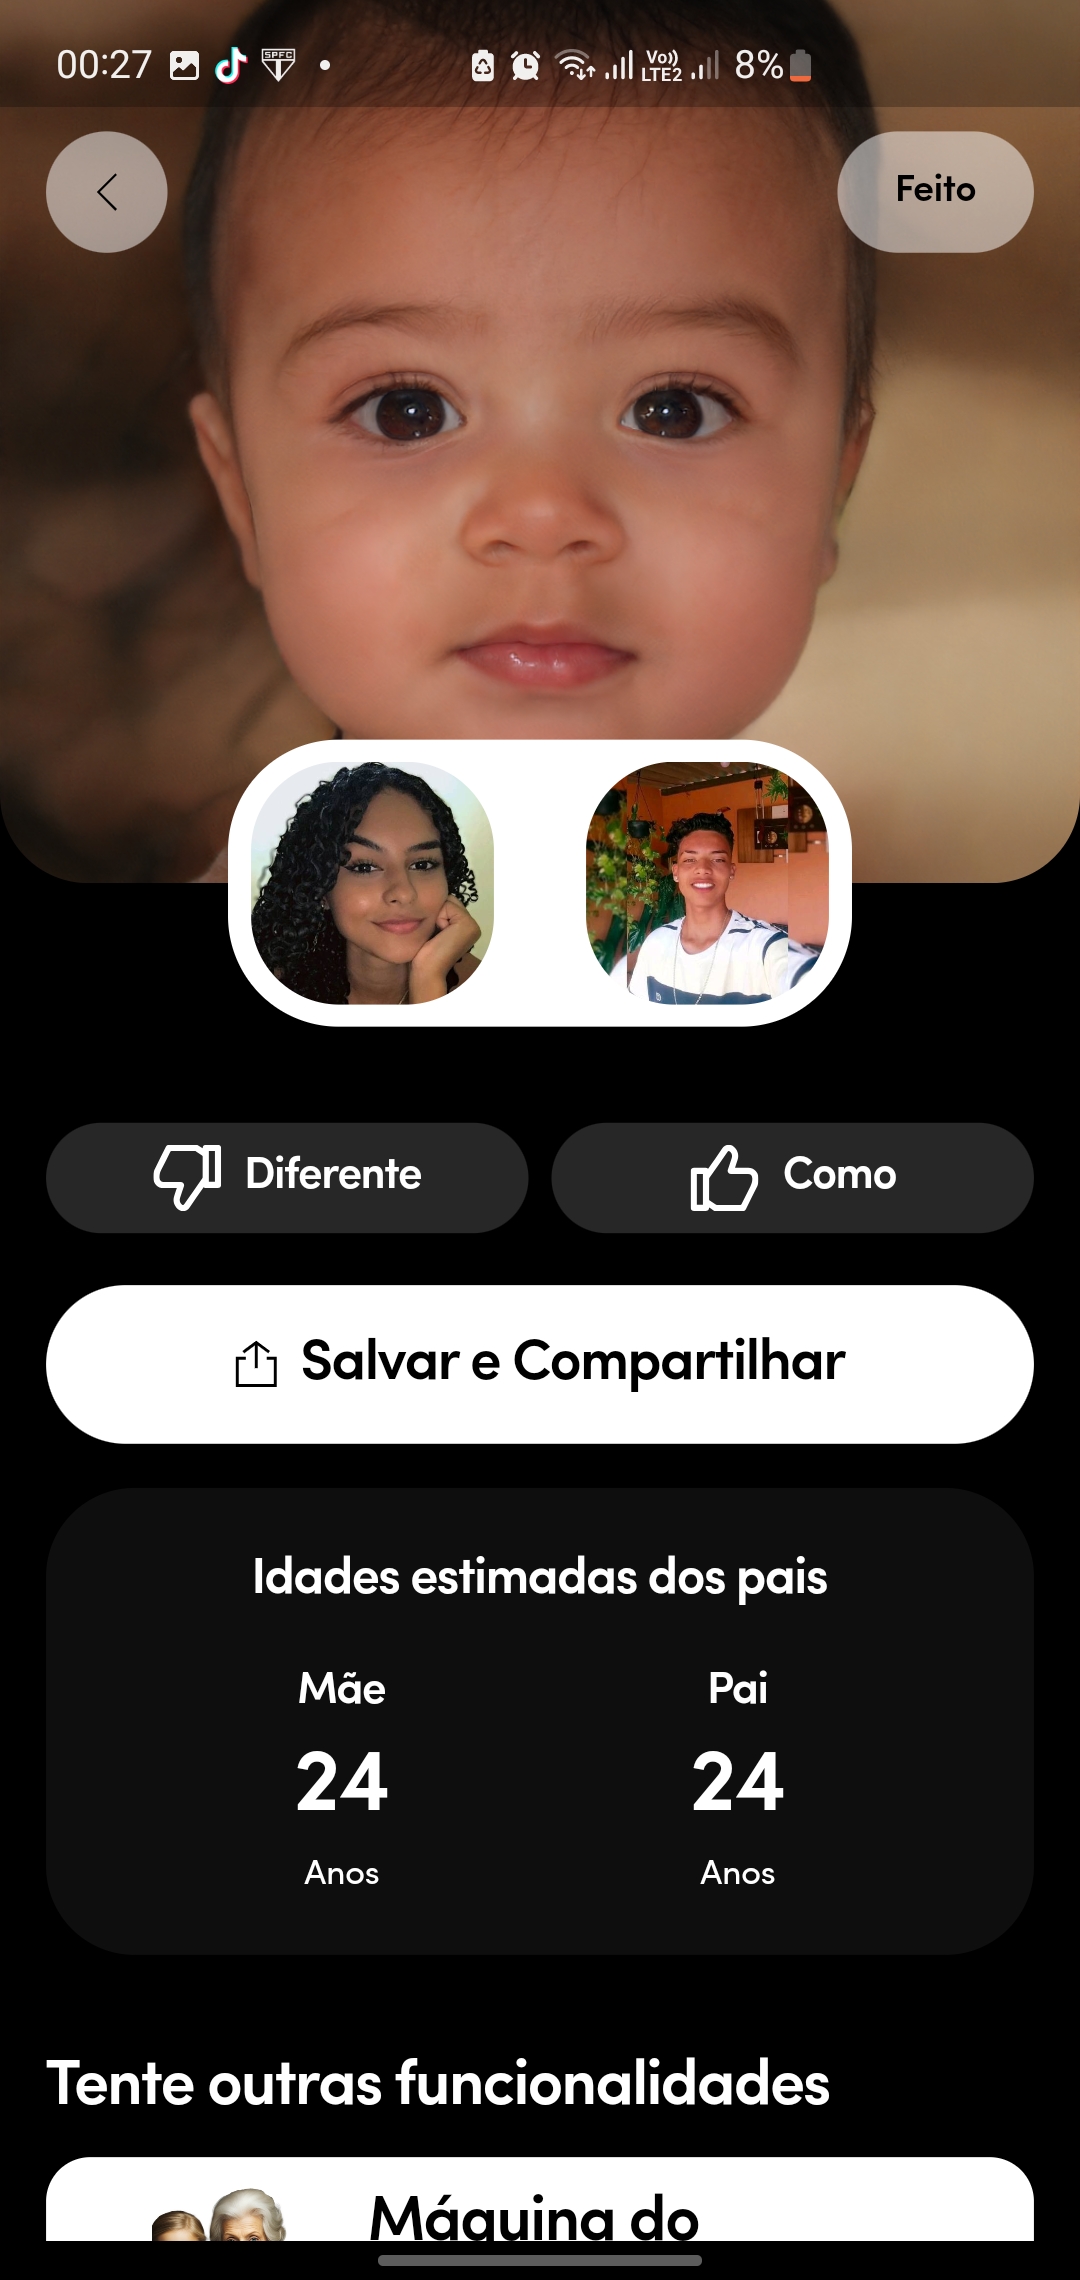 00:27 SPFC Vo)) LTE2 8%
Feito
Diferente Como
Salvar e Compartilhar
Idades estimadas dos pais
Mãe Pai
24 24
Anos Anos
Tente outras funcionalidades
Máquina do